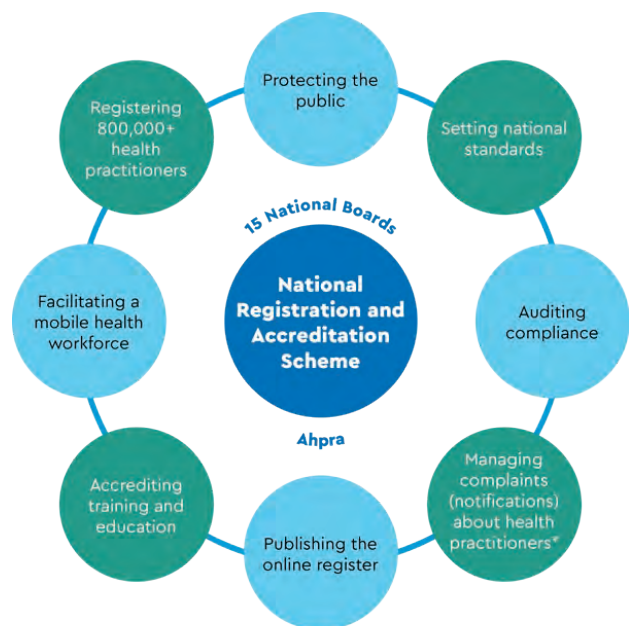 Protecting the
public
Setting national
standards
Auditing
compliance
Managing
complaints
(notifications)
about health
practitioners*
Publishing the
online register
Accrediting
training and
education
Facilitating a
mobile health
workforce
Registering
800,000+
health
practitioners
15 National Boards
National
Registration and
Accreditation
Scheme
Ahpra